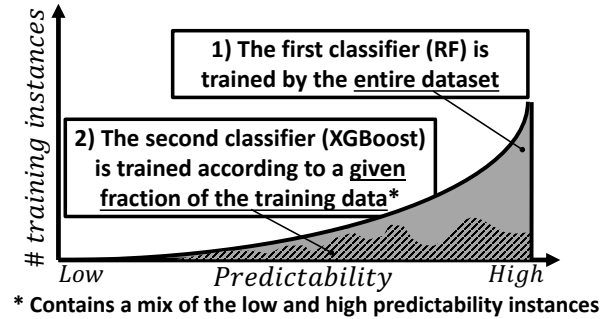 1) The first classifier (RF) is
trained by the entire dataset
2) The second classifier (XGBoost)
is trained according to a given
fraction of the training data*
# training instances
Low
Predictability
High
* Contains a mix of the low and high predictability instances